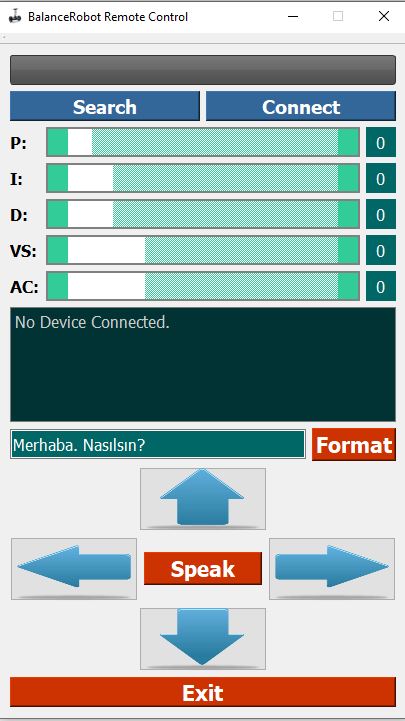 BalanceRobot Remote Control
Search Connect
P: 0
I: 0
D: 0
VS: 0
AC: 0
No Device Connected.
Merhaba. Nasılsın? Format
Speak
Exit